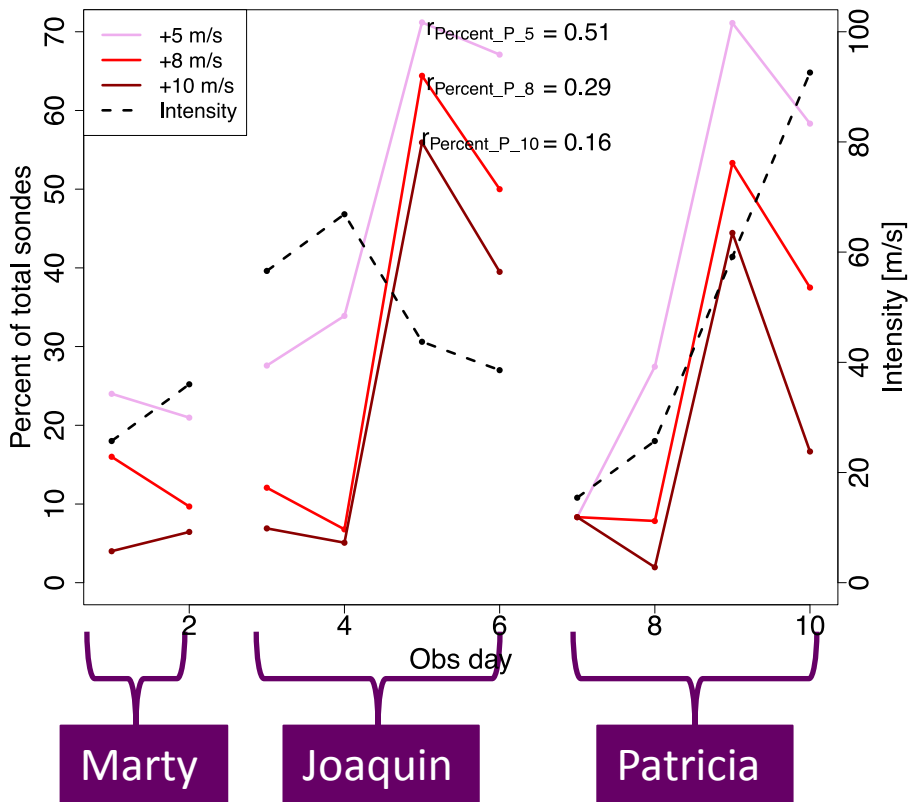 +5 m/s
+8 m/s
+10 m/s
Intensity
rPercent_P_5 = 0.51
rPercent_P_8 = 0.29
rPercent_P_10 = 0.16
Percent of total sondes
0
10
20
30
40
50
60
70
Intensity [m/s]
0
20
40
60
80
100
2
4
6
8
10
Obs day
Marty
Joaquin
Patricia